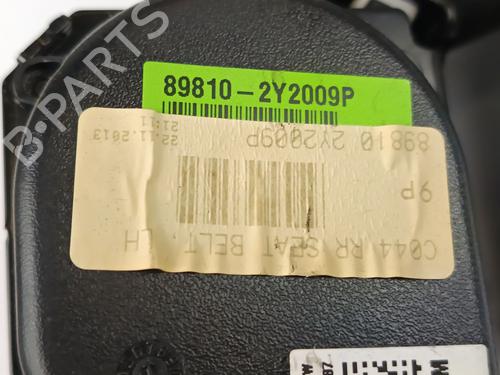 89810-2Y2009P
89810 2Y2009P
9P
C044 RR SEAT BELT LH
22.11.2013
21:11
B-PARTS